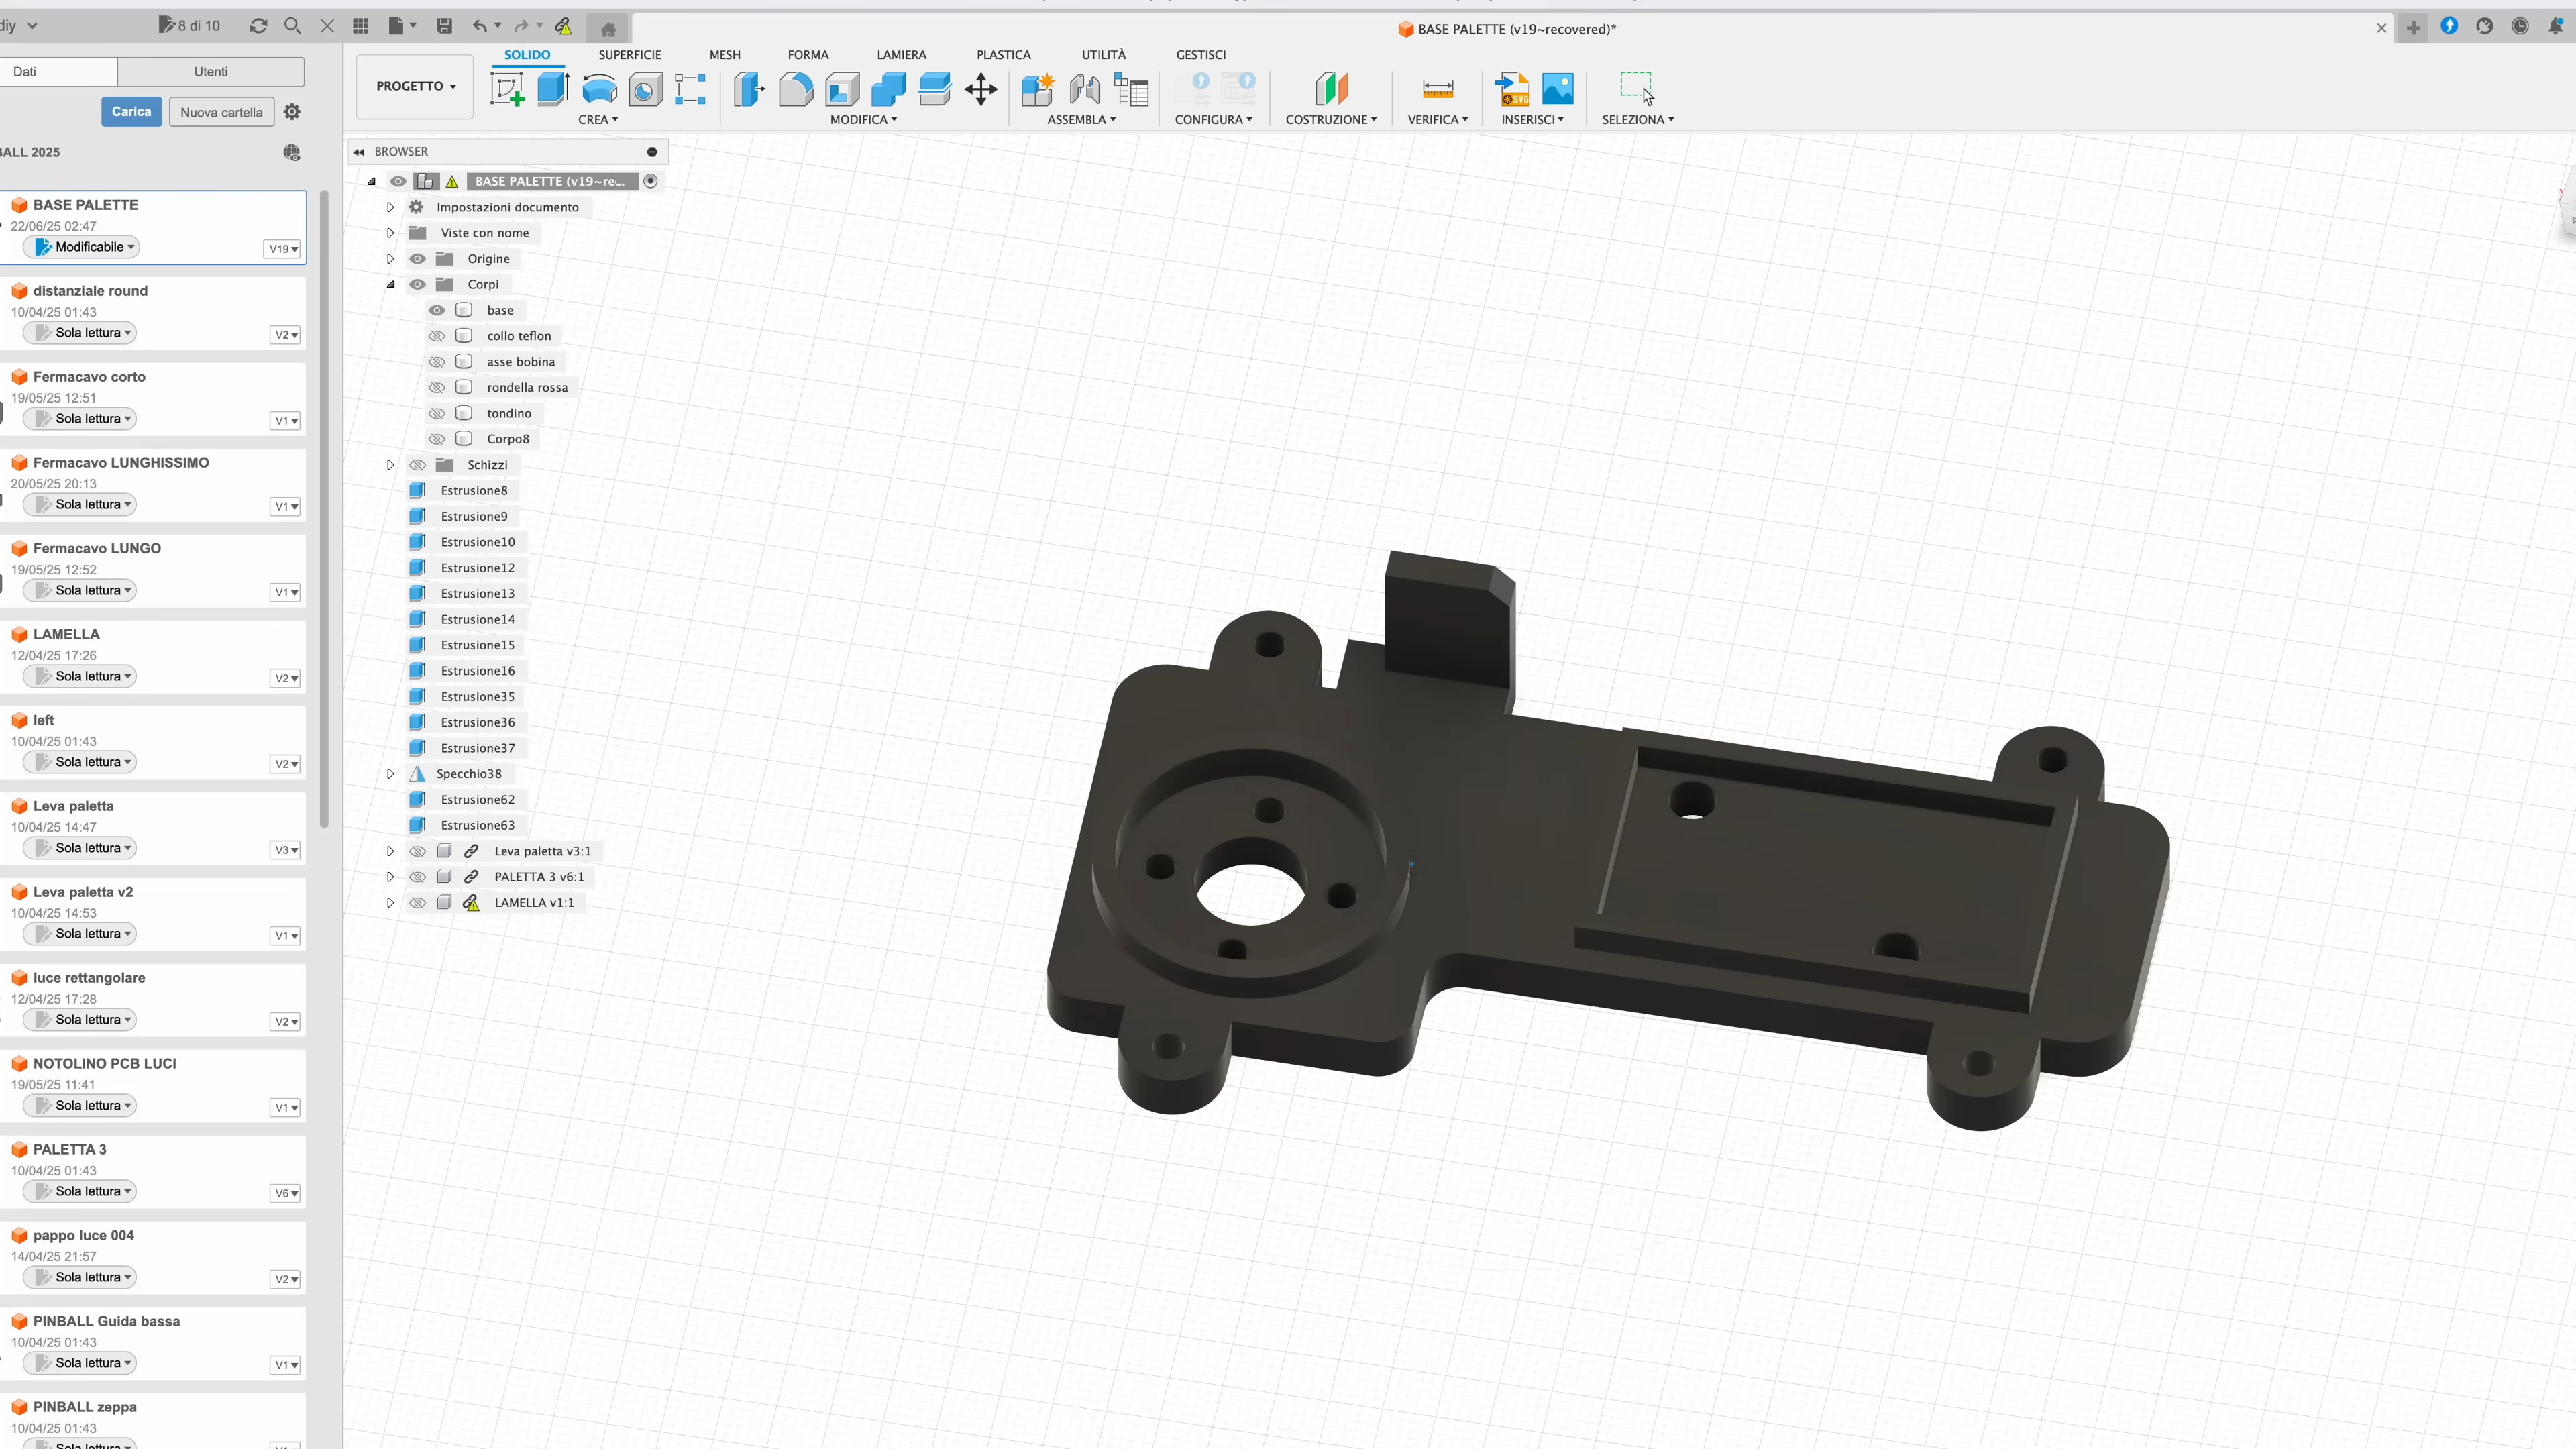 diy
8 di 10
BASE PALETTE (v19~recovered)*
Dati
Utenti
Carica
Nuova cartella
BALL 2025
BASE PALETTE
22/06/25 02:47
Modificabile
V19
distanziale round
10/04/25 01:43
Sola lettura
V2
Fermacavo corto
19/05/25 12:51
Sola lettura
V1
Fermacavo LUNGHISSIMO
20/05/25 20:13
Sola lettura
V1
Fermacavo LUNGO
19/05/25 12:52
Sola lettura
V1
LAMELLA
12/04/25 17:26
Sola lettura
V2
left
10/04/25 01:43
Sola lettura
V2
Leva paletta
10/04/25 14:47
Sola lettura
V3
Leva paletta v2
10/04/25 14:53
Sola lettura
V1
luce rettangolare
12/04/25 17:28
Sola lettura
V2
NOTOLINO PCB LUCI
19/05/25 11:41
Sola lettura
V1
PALETTA 3
10/04/25 01:43
Sola lettura
V6
pappo luce 004
14/04/25 21:57
Sola lettura
V2
PINBALL Guida bassa
10/04/25 01:43
Sola lettura
V1
PINBALL zeppa
10/04/25 01:43
Sola lettura
PROGETTO
SOLIDO
SUPERFICIE
MESH
FORMA
LAMIERA
PLASTICA
UTILITÀ
GESTISCI
SVG
CREA
MODIFICA
ASSEMBLA
CONFIGURA
COSTRUZIONE
VERIFICA
INSERISCI
SELEZIONA
BROWSER
BASE PALETTE (v19~re...
Impostazioni documento
Viste con nome
Origine
Corpi
base
collo teflon
asse bobina
rondella rossa
tondino
Corpo8
Schizzi
Estrusione8
Estrusione9
Estrusione10
Estrusione12
Estrusione13
Estrusione14
Estrusione15
Estrusione16
Estrusione35
Estrusione36
Estrusione37
Specchio38
Estrusione62
Estrusione63
Leva paletta v3:1
PALETTA 3 v6:1
LAMELLA v1:1